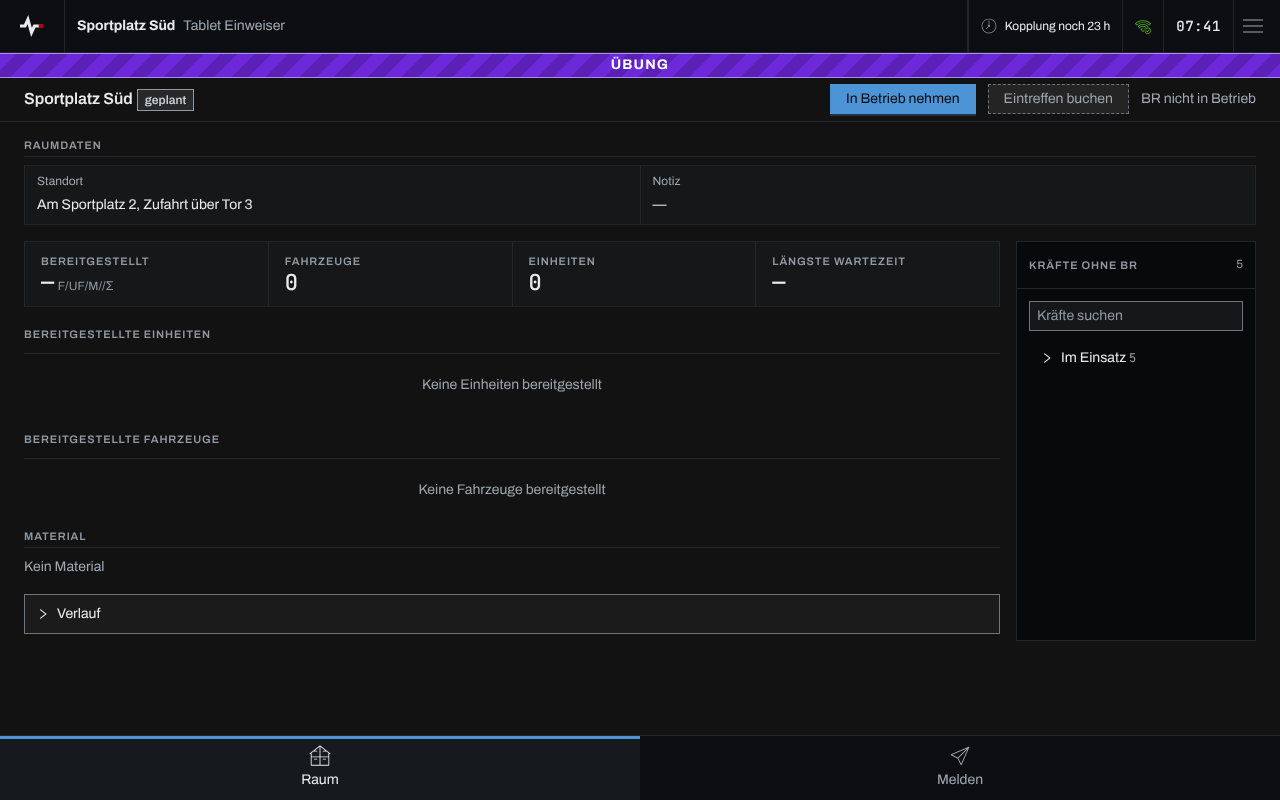 Sportplatz Süd Tablet Einweiser
Kopplung noch 23 h
07:41
ÜBUNG
Sportplatz Süd geplant
In Betrieb nehmen
Eintreffen buchen
BR nicht in Betrieb
RAUMDATEN
Standort
Am Sportplatz 2, Zufahrt über Tor 3
Notiz
—
BEREITGESTELLT
— F/UF/M//Σ
FAHRZEUGE
0
EINHEITEN
0
LÄNGSTE WARTEZEIT
—
KRÄFTE OHNE BR 5
Kräfte suchen
Im Einsatz 5
BEREITGESTELLTE EINHEITEN
Keine Einheiten bereitgestellt
BEREITGESTELLTE FAHRZEUGE
Keine Fahrzeuge bereitgestellt
MATERIAL
Kein Material
Verlauf
Raum
Melden